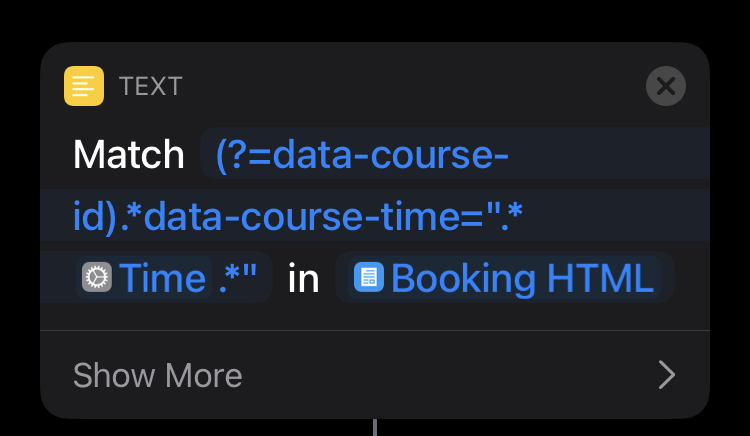 TEXT
Match (?=data-course-
id).*data-course-time=".*
Time .*" in Booking HTML
Show More